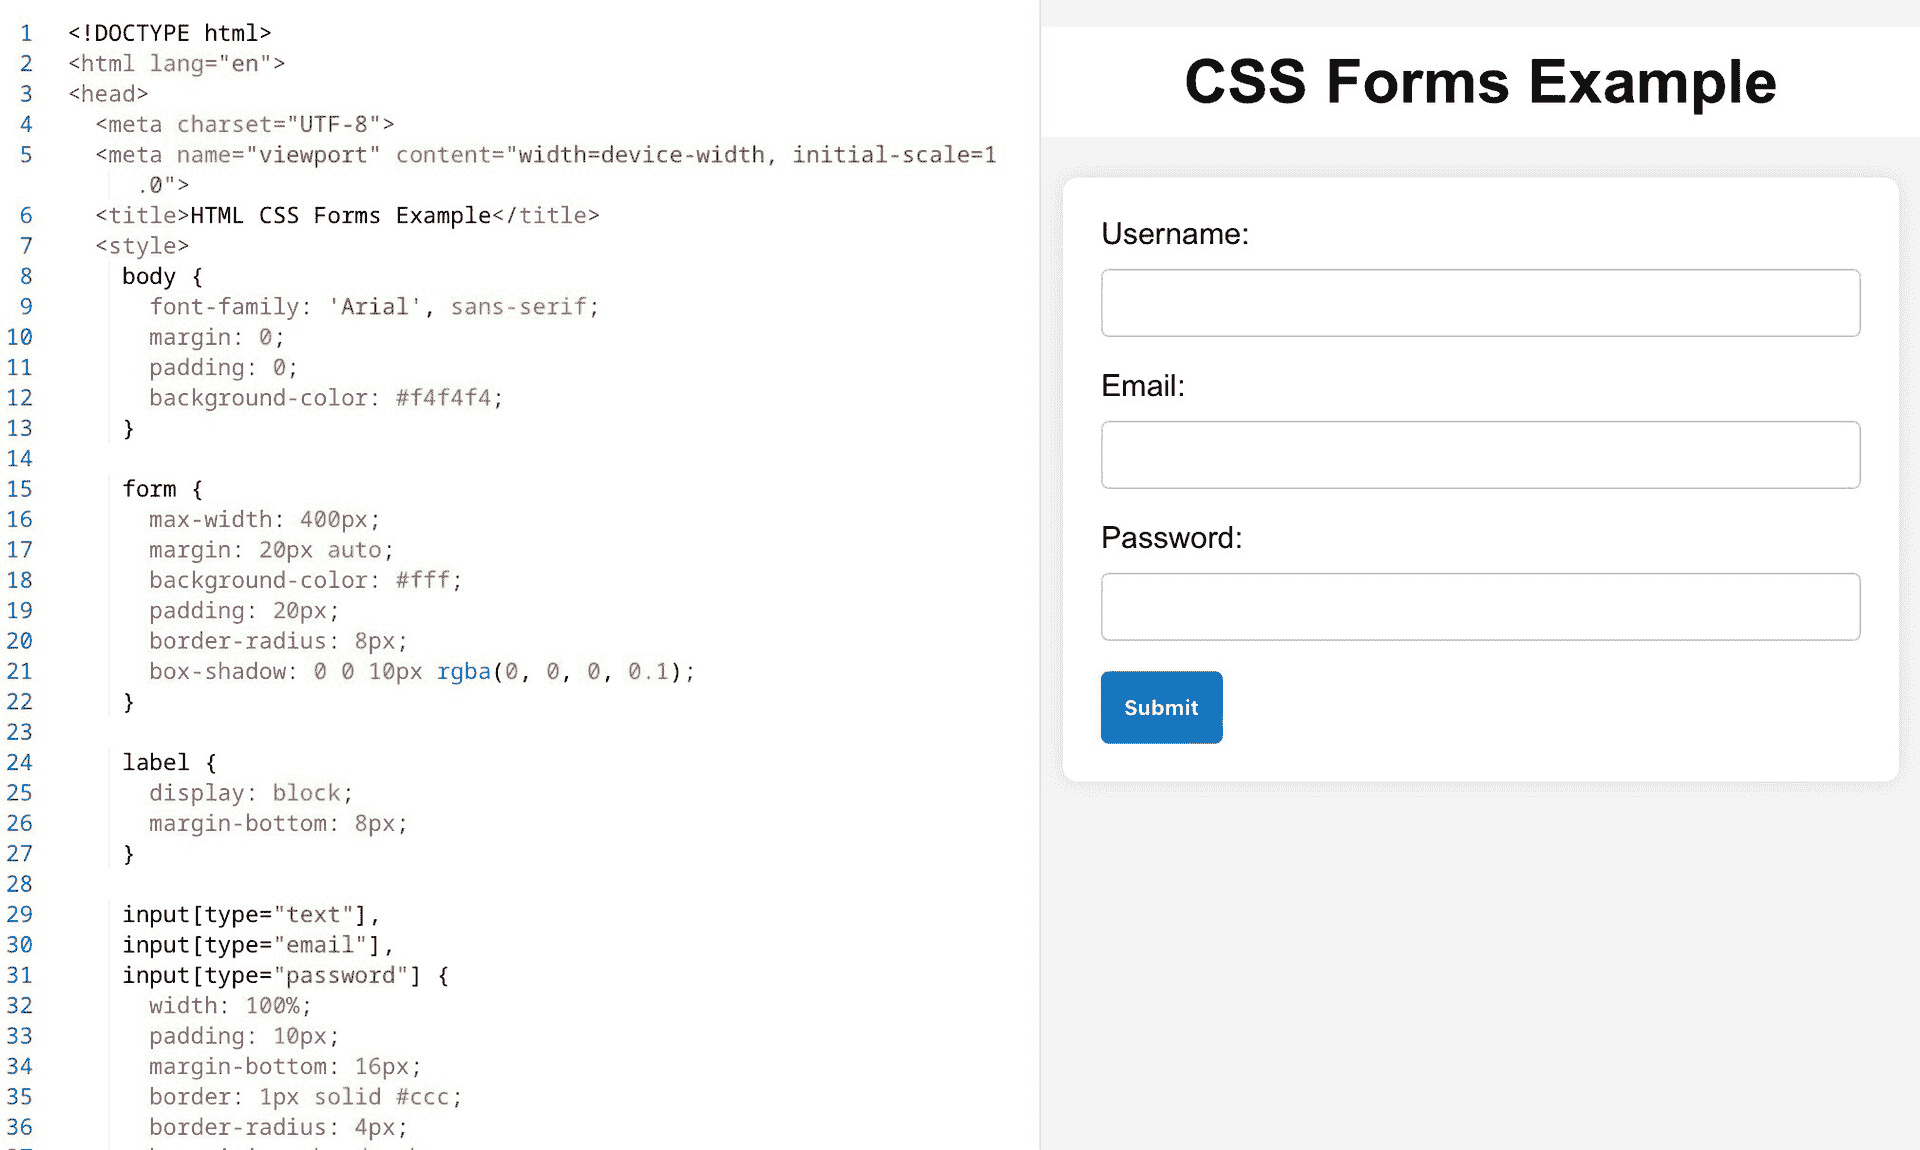 1 <!DOCTYPE html>
2 <html lang="en">
3 <head>
4 <meta charset="UTF-8">
5 <meta name="viewport" content="width=device-width, initial-scale=1
.0">
6 <title>HTML CSS Forms Example</title>
7 <style>
8 body {
9 font-family: 'Arial', sans-serif;
10 margin: 0;
11 padding: 0;
12 background-color: #f4f4f4;
13 }
14
15 form {
16 max-width: 400px;
17 margin: 20px auto;
18 background-color: #fff;
19 padding: 20px;
20 border-radius: 8px;
21 box-shadow: 0 0 10px rgba(0, 0, 0, 0.1);
22 }
23
24 label {
25 display: block;
26 margin-bottom: 8px;
27 }
28
29 input[type="text"],
30 input[type="email"],
31 input[type="password"] {
32 width: 100%;
33 padding: 10px;
34 margin-bottom: 16px;
35 border: 1px solid #ccc;
36 border-radius: 4px;
CSS Forms Example
Username:
Email:
Password:
Submit